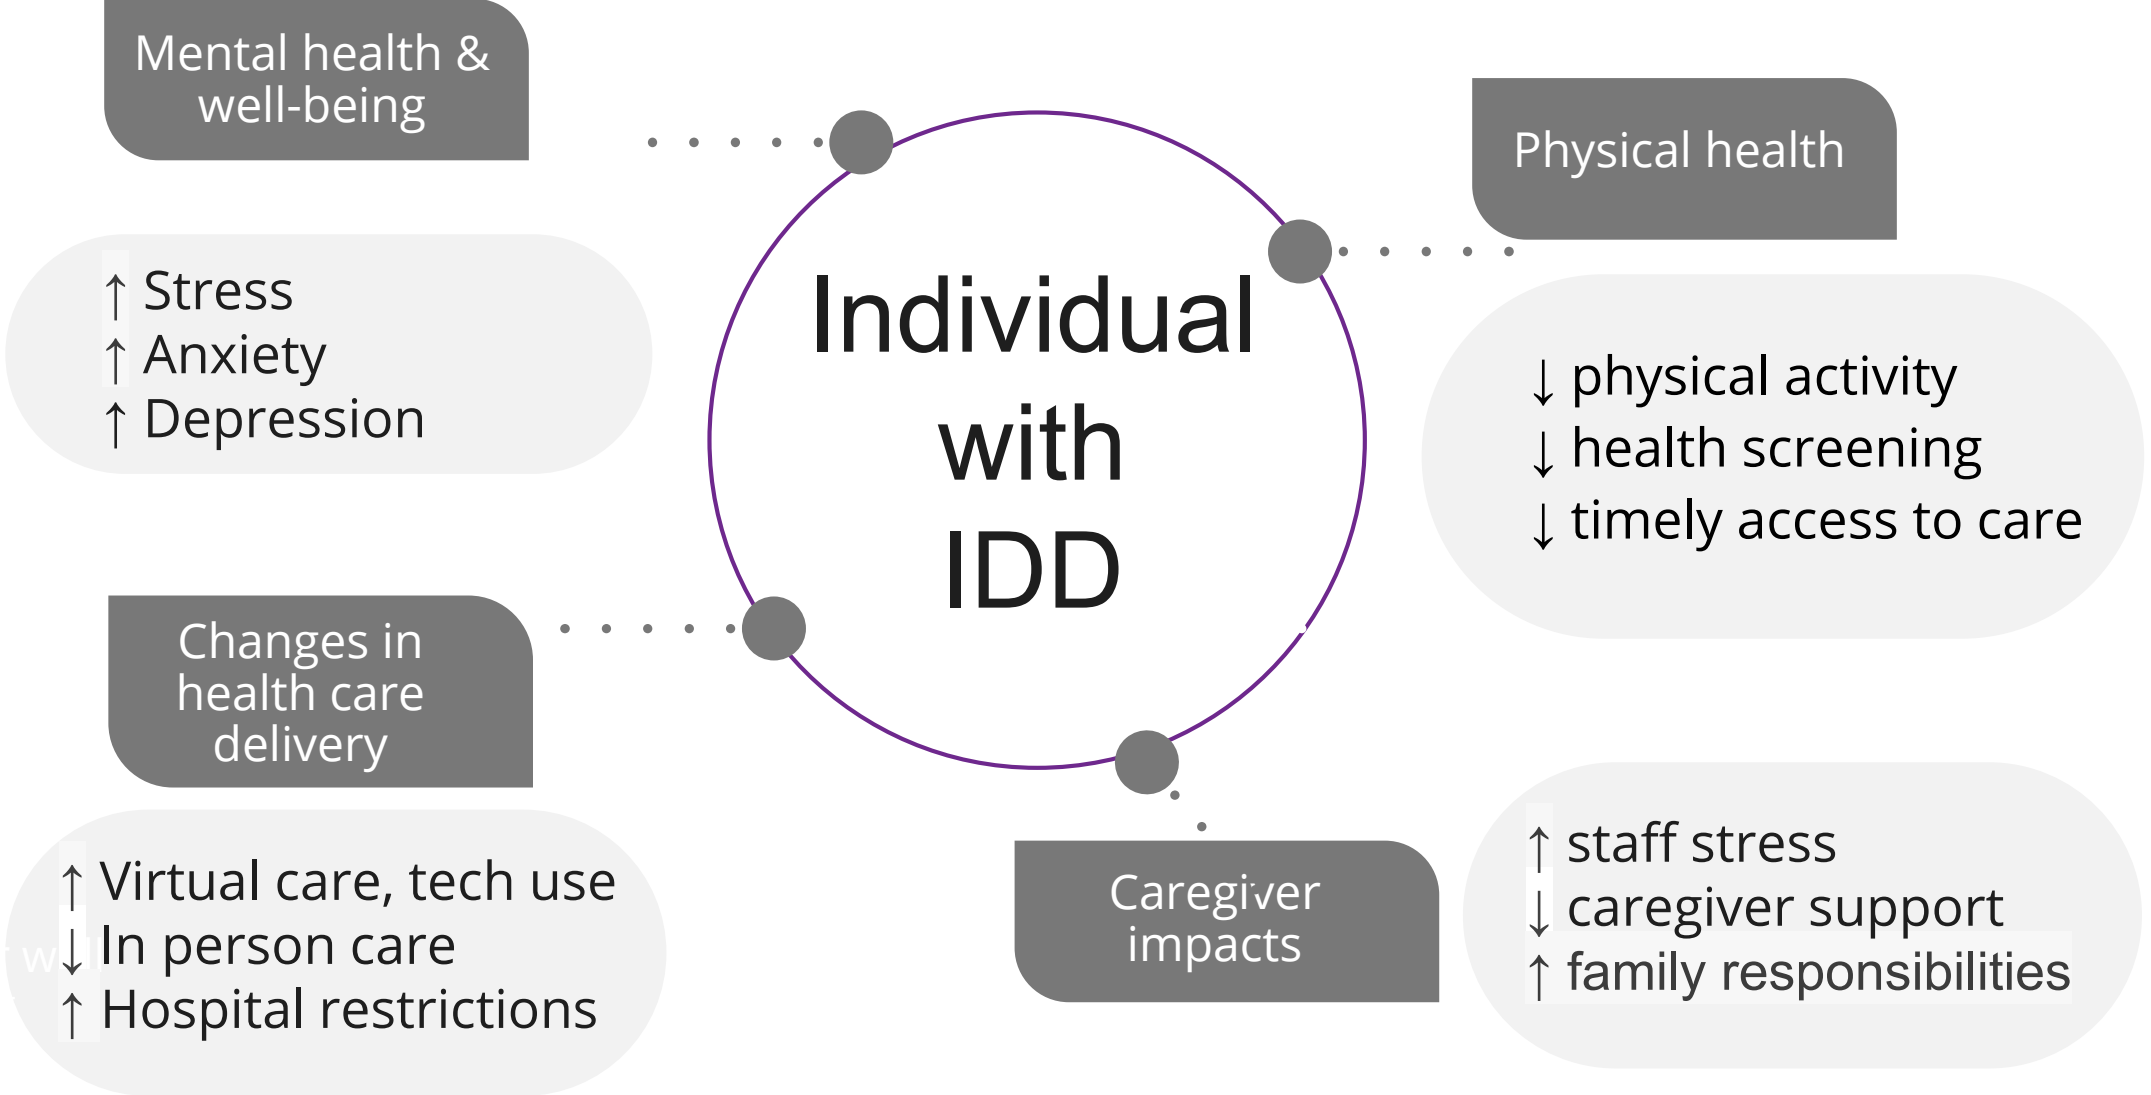 Mental health &
well-being
↑ Stress
↑ Anxiety
↑ Depression
Individual
with
IDD
Physical health
↓ physical activity
↓ health screening
↓ timely access to care
Changes in
health care
delivery
↑ Virtual care, tech use
↓ In person care
↑ Hospital restrictions
Caregiver
impacts
↑ staff stress
↓ caregiver support
↑ family responsibilities